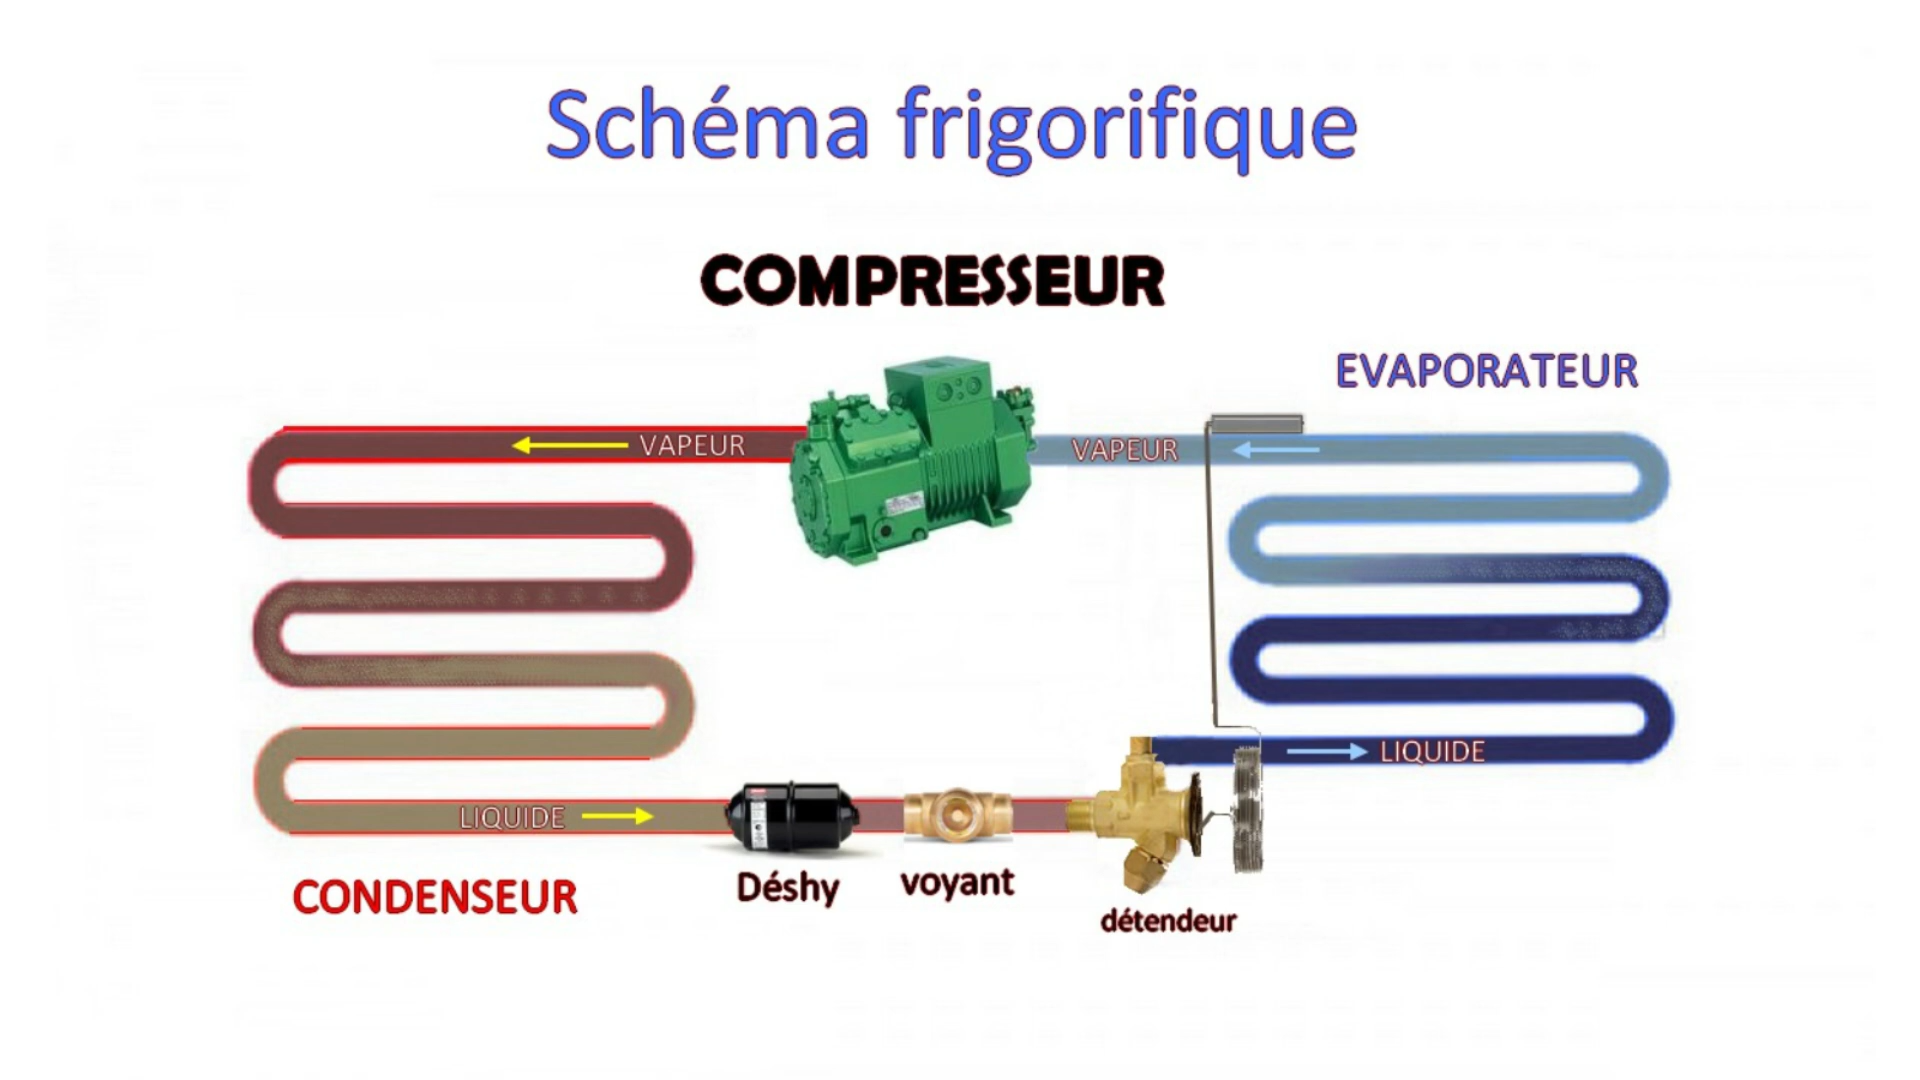 Schéma frigorifique
COMPRESSEUR
EVAPORATEUR
VAPEUR
VAPEUR
LIQUIDE
LIQUIDE
CONDENSEUR
Déshy
voyant
détendeur